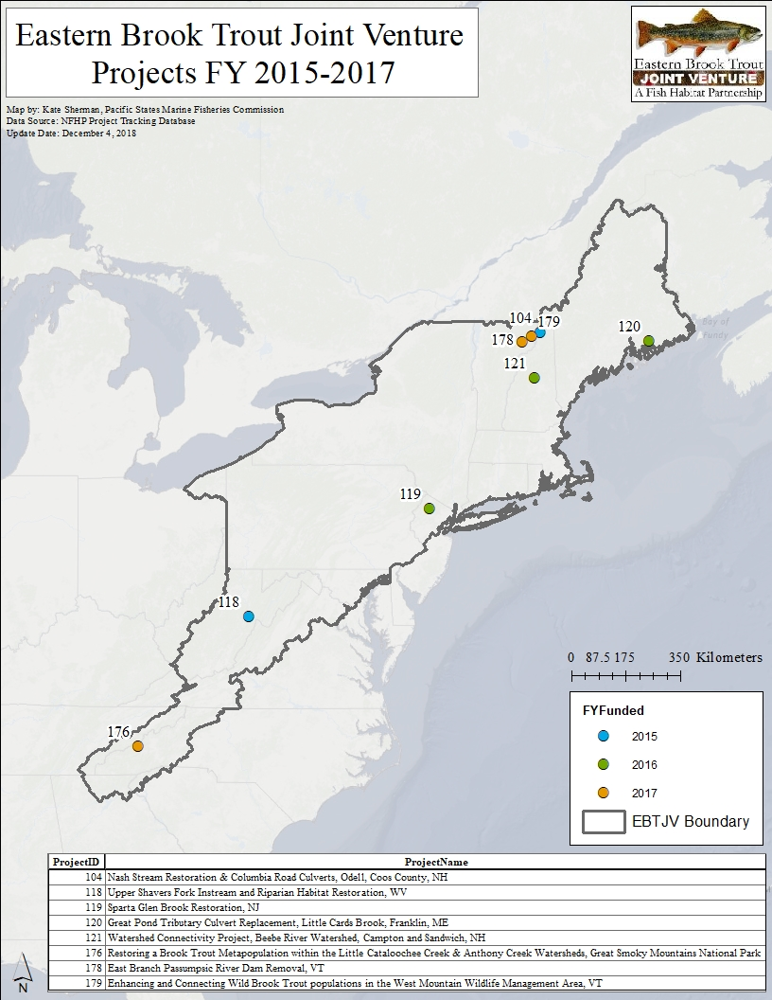 Eastern Brook Trout Joint Venture
Projects FY 2015-2017
Eastern Brook Trout
JOINT VENTURE
A Fish Habitat Partnership
Map by: Kate Sherman, Pacific States Marine Fisheries Commission
Data Source: NFHP Project Tracking Database
Update Date: December 4, 2018
104
179
178
120
Bay of
Fundy
121
119
118
176
0 87.5 175 350 Kilometers
FYFunded
2015
2016
2017
EBTJV Boundary
ProjectID ProjectName
104 Nash Stream Restoration & Columbia Road Culverts, Odell, Coos County, NH
118 Upper Shavers Fork Instream and Riparian Habitat Restoration, WV
119 Sparta Glen Brook Restoration, NJ
120 Great Pond Tributary Culvert Replacement, Little Cards Brook, Franklin, ME
121 Watershed Connectivity Project, Beebe River Watershed, Campton and Sandwich, NH
176 Restoring a Brook Trout Metapopulation within the Little Cataloochee Creek & Anthony Creek Watersheds, Great Smoky Mountains National Park
178 East Branch Passumpsic River Dam Removal, VT
179 Enhancing and Connecting Wild Brook Trout populations in the West Mountain Wildlife Management Area, VT
N